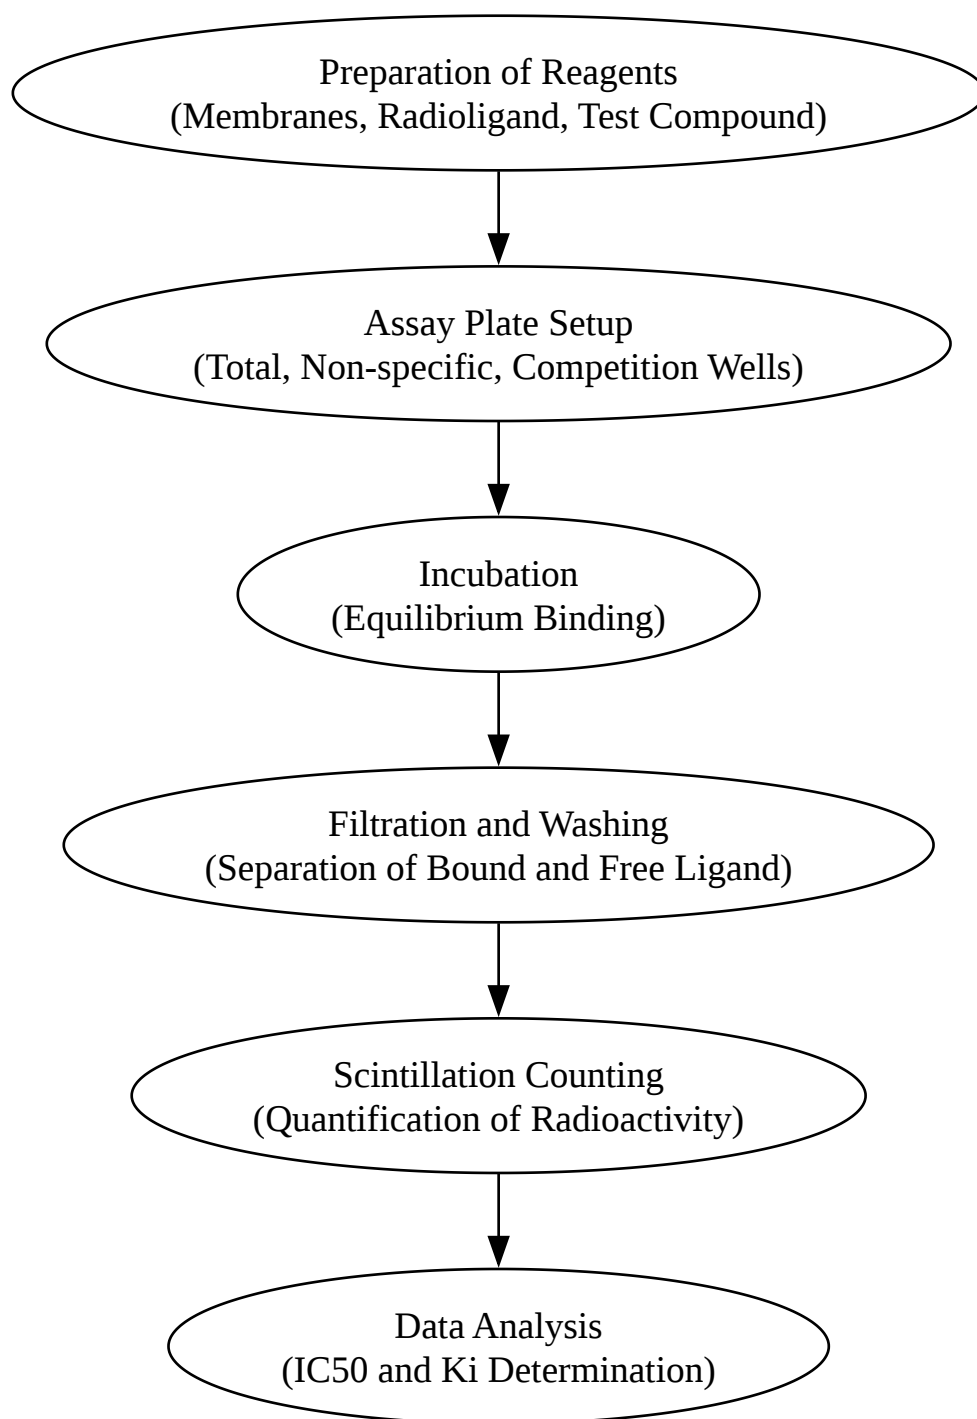 Preparation of Reagents
(Membranes, Radioligand, Test Compound)
Assay Plate Setup
(Total, Non-specific, Competition Wells)
Incubation
(Equilibrium Binding)
Filtration and Washing
(Separation of Bound and Free Ligand)
Scintillation Counting
(Quantification of Radioactivity)
Data Analysis
(IC50 and Ki Determination)